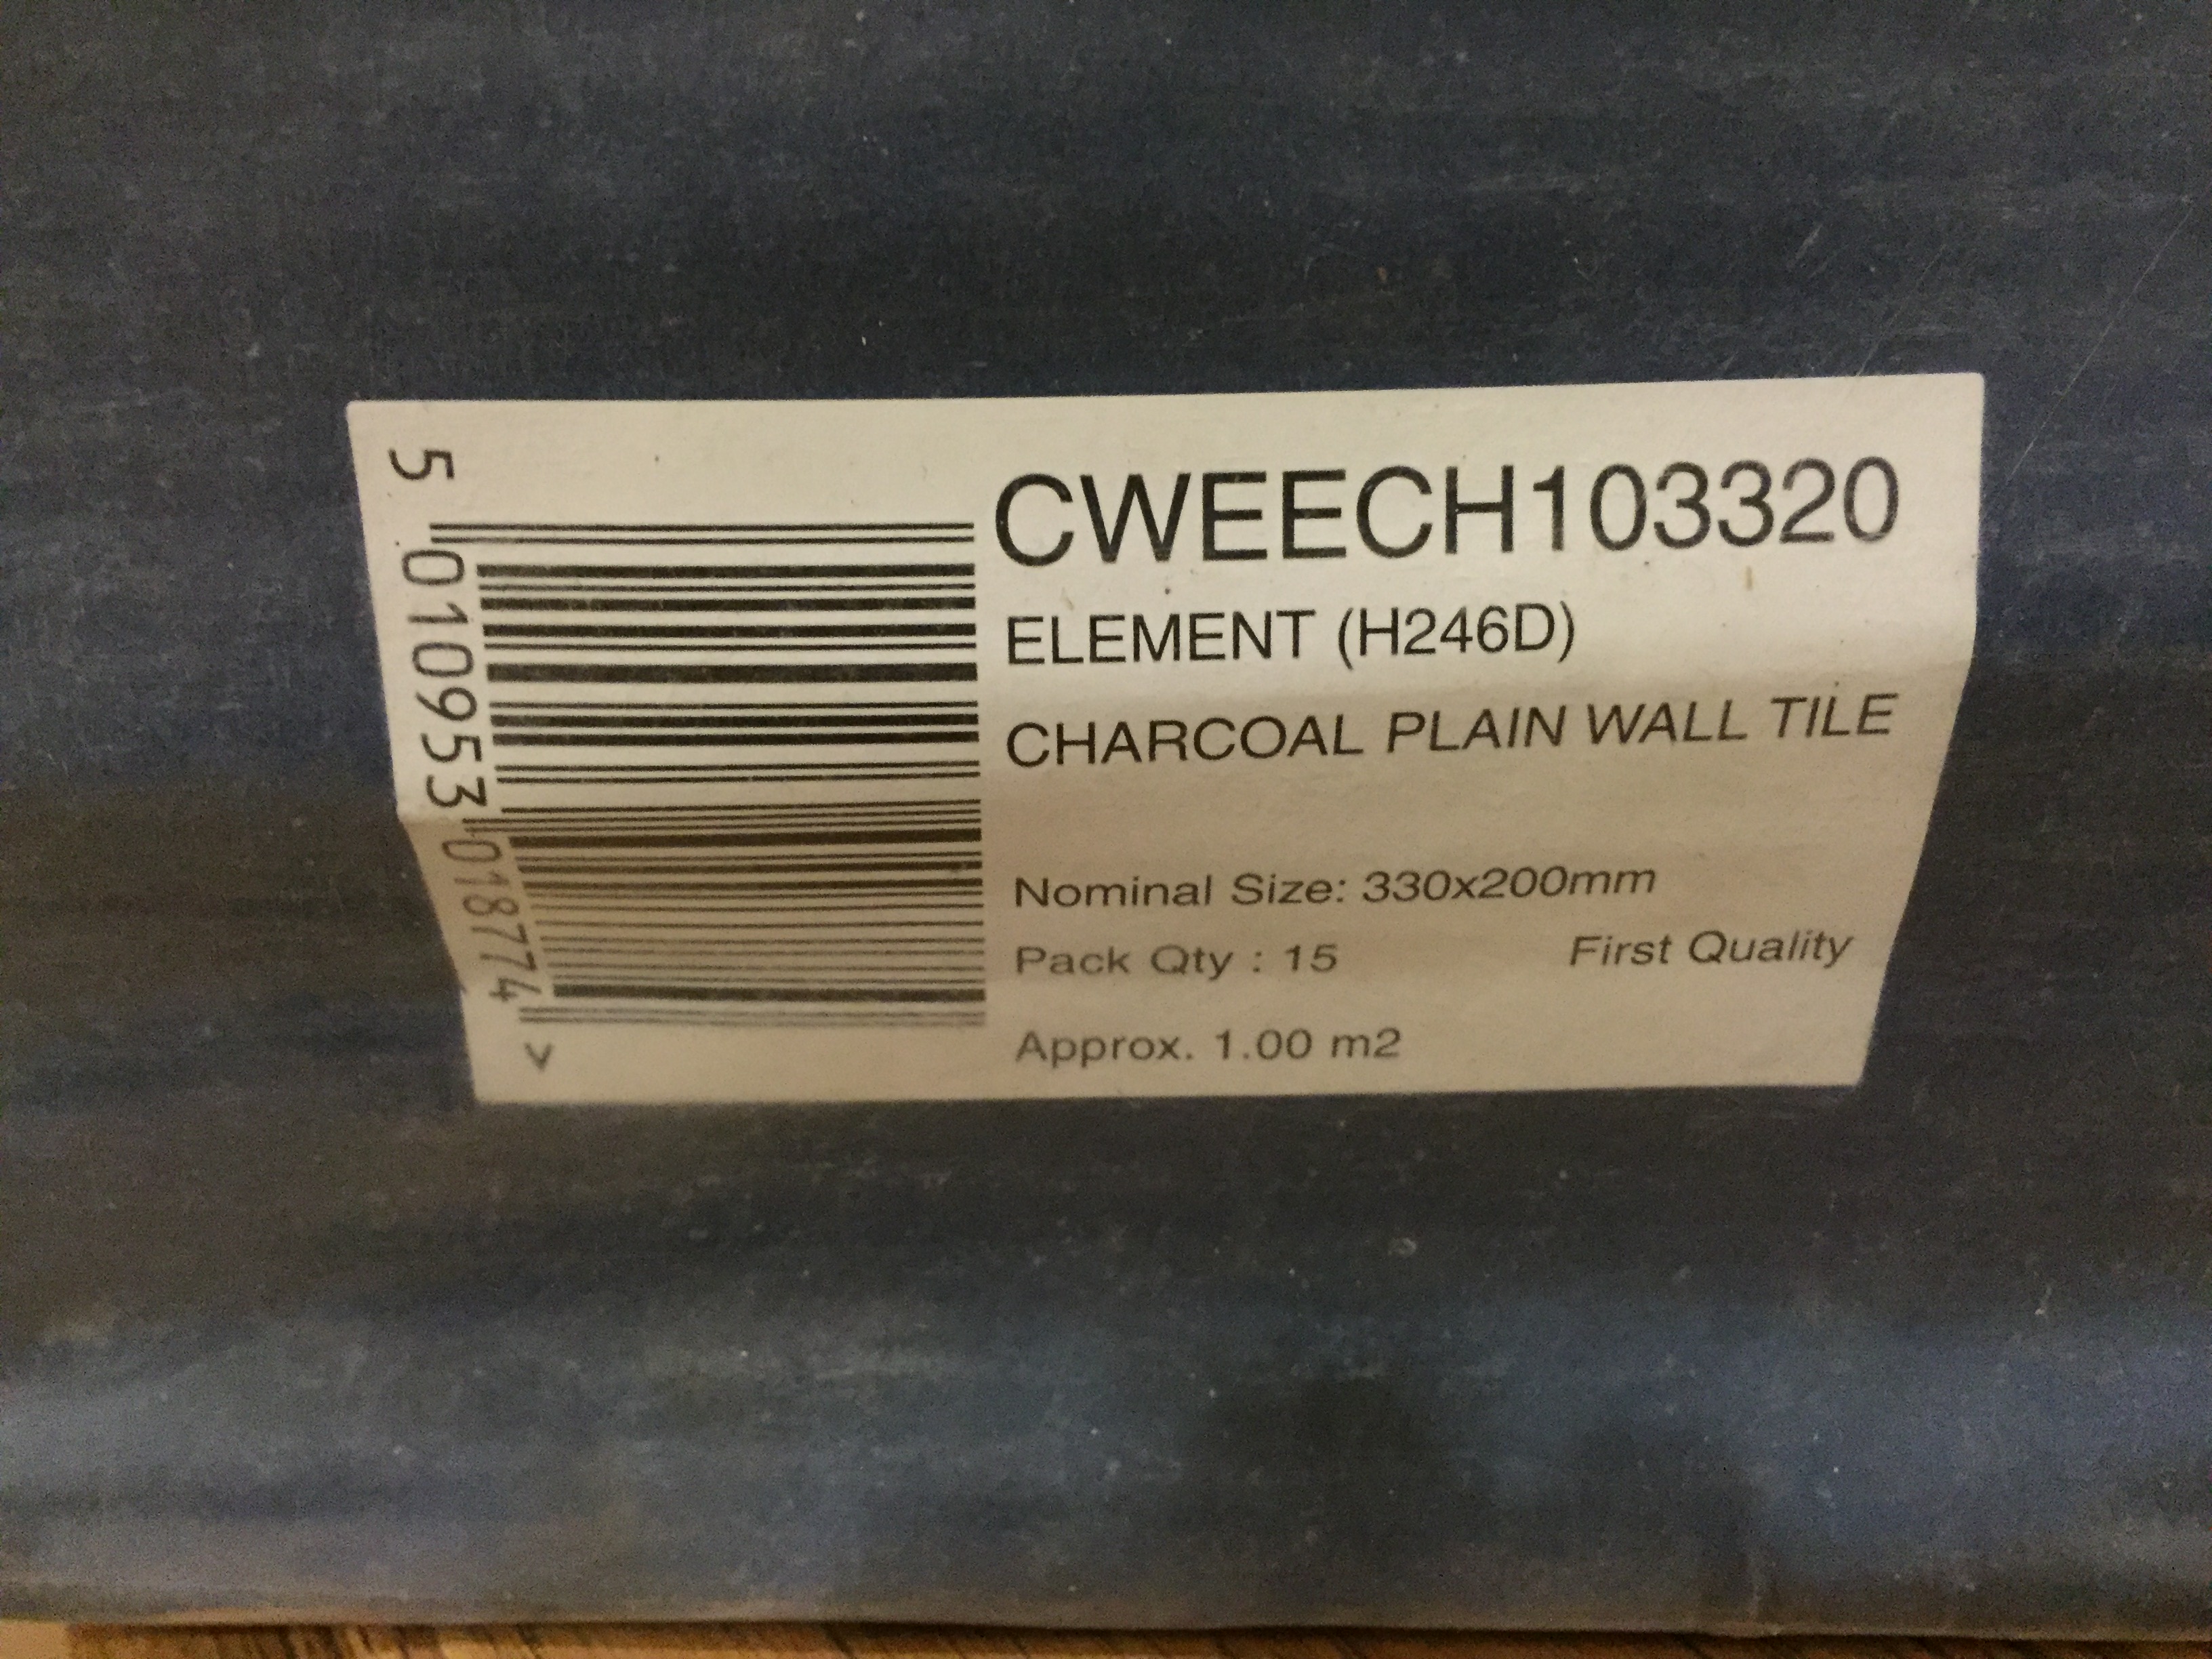 5 010953 018774 >
CWEECH103320
ELEMENT (H246D)
CHARCOAL PLAIN WALL TILE
Nominal Size: 330x200mm
Pack Qty : 15 First Quality
Approx. 1.00 m2